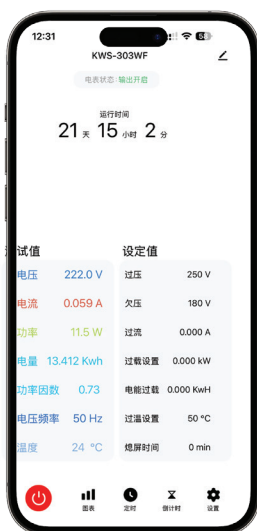 12:31
58
KWS-303WF
电表状态:输出开启
运行时间
21 天 15 小时 2 分
试值
设定值
电压 222.0 V
过压 250 V
电流 0.059 A
欠压 180 V
功率 11.5 W
过流 0.000 A
电量 13.412 Kwh
过载设置 0.000 kW
功率因数 0.73
电能过载 0.000 KwH
电压频率 50 Hz
过温设置 50 °C
温度 24 °C
熄屏时间 0 min
图表 定时 倒计时 设置